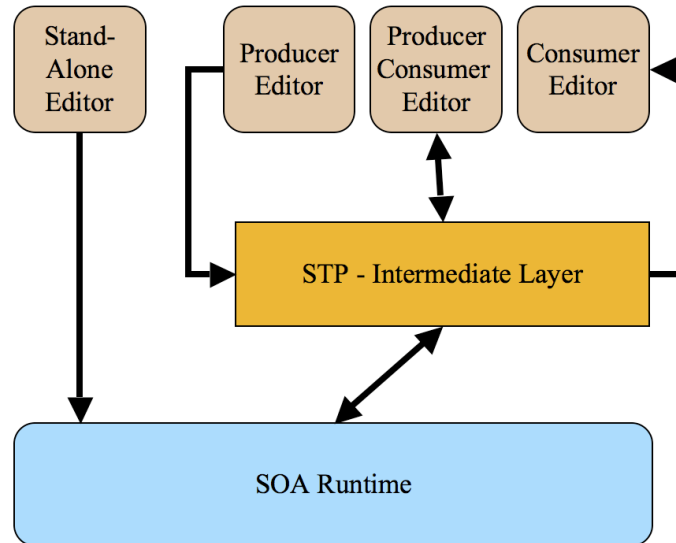 Stand-
Alone
Editor
Producer
Editor
Producer
Consumer
Editor
Consumer
Editor
STP - Intermediate Layer
SOA Runtime